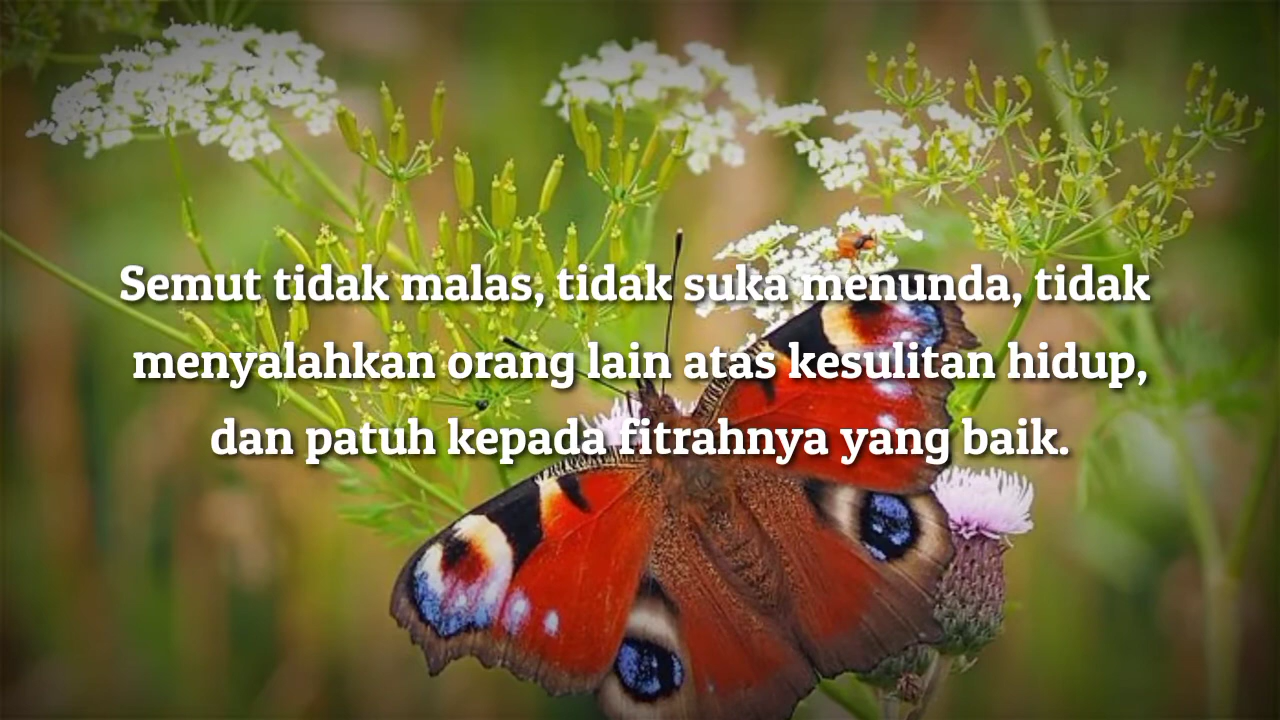 Semut tidak malas, tidak suka menunda, tidak
menyalahkan orang lain atas kesulitan hidup,
dan patuh kepada fitrahnya yang baik.